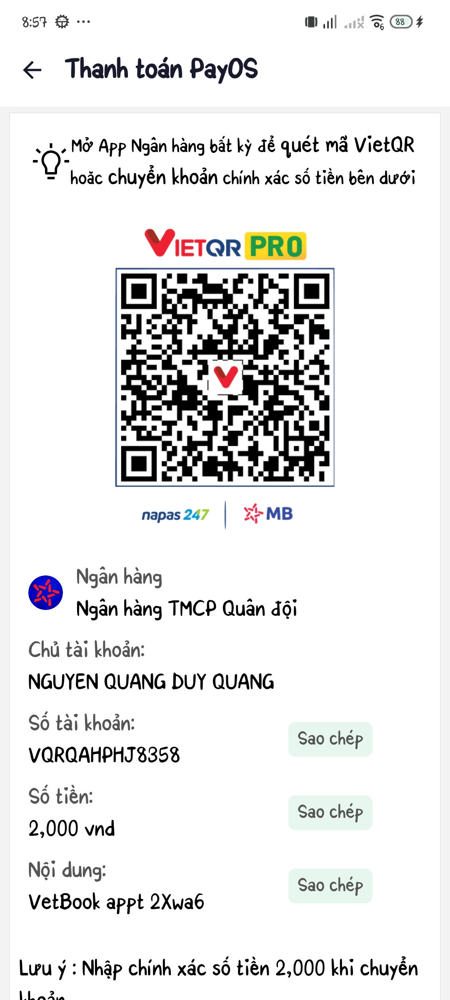 8:57
6
88
Thanh toán PayOS
Mở App Ngân hàng bất kỳ để quét mã VietQR
hoặc chuyển khoản chính xác số tiền bên dưới
VIETQR PRO
napas 247
MB
Ngân hàng
Ngân hàng TMCP Quân đội
Chủ tài khoản:
NGUYEN QUANG DUY QUANG
Số tài khoản:
VQRQAHPHJ8358
Sao chép
Số tiền:
2,000 vnd
Sao chép
Nội dung:
VetBook appt 2Xwa6
Sao chép
Lưu ý : Nhập chính xác số tiền 2,000 khi chuyển
khoản